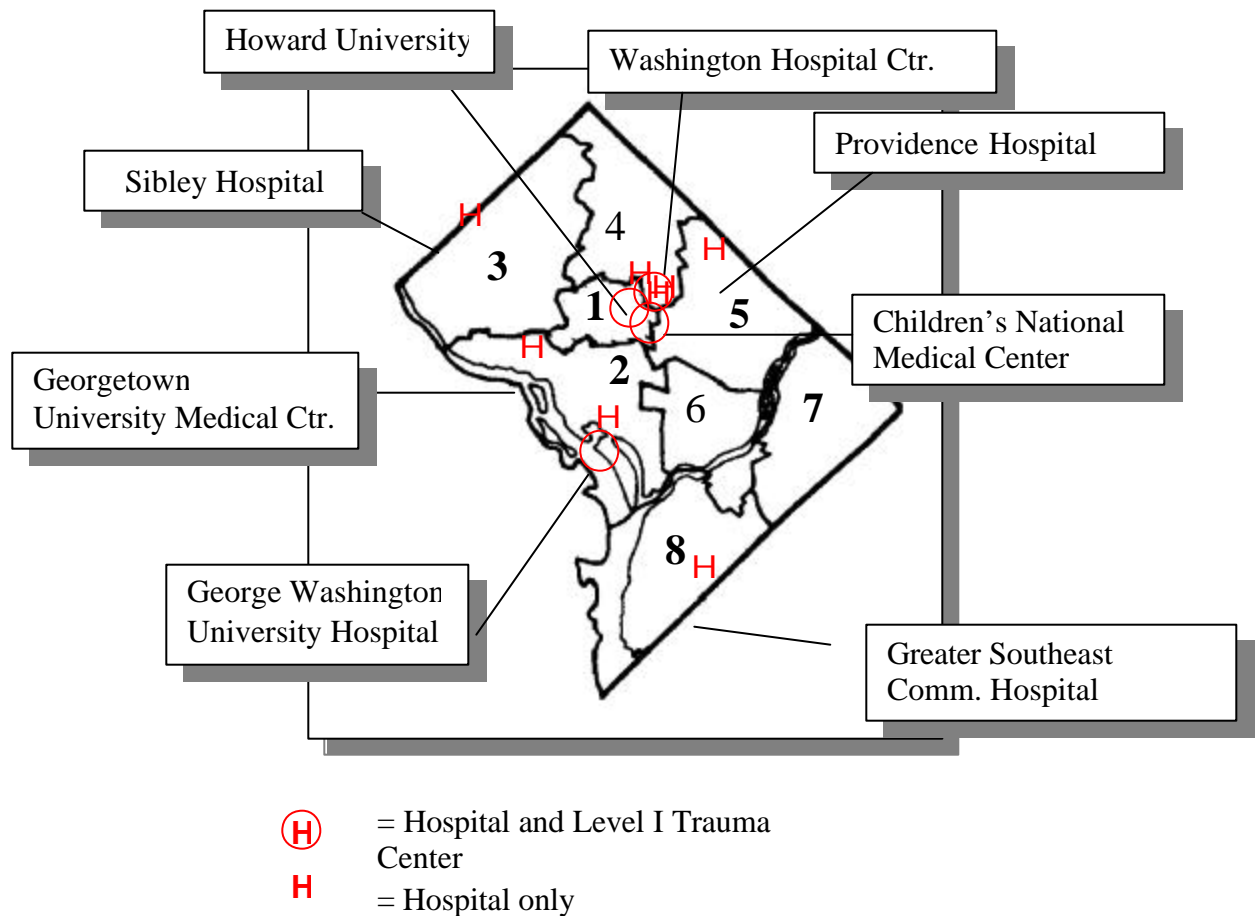 Howard University
Washington Hospital Ctr.
Providence Hospital
Sibley Hospital
H
4
H
3
H
H
H
1
5
Children's National
Medical Center
H
2
Georgetown
University Medical Ctr.
7
6
H
8
H
George Washington
University Hospital
Greater Southeast
Comm. Hospital
H
= Hospital and Level I Trauma
Center
H
= Hospital only